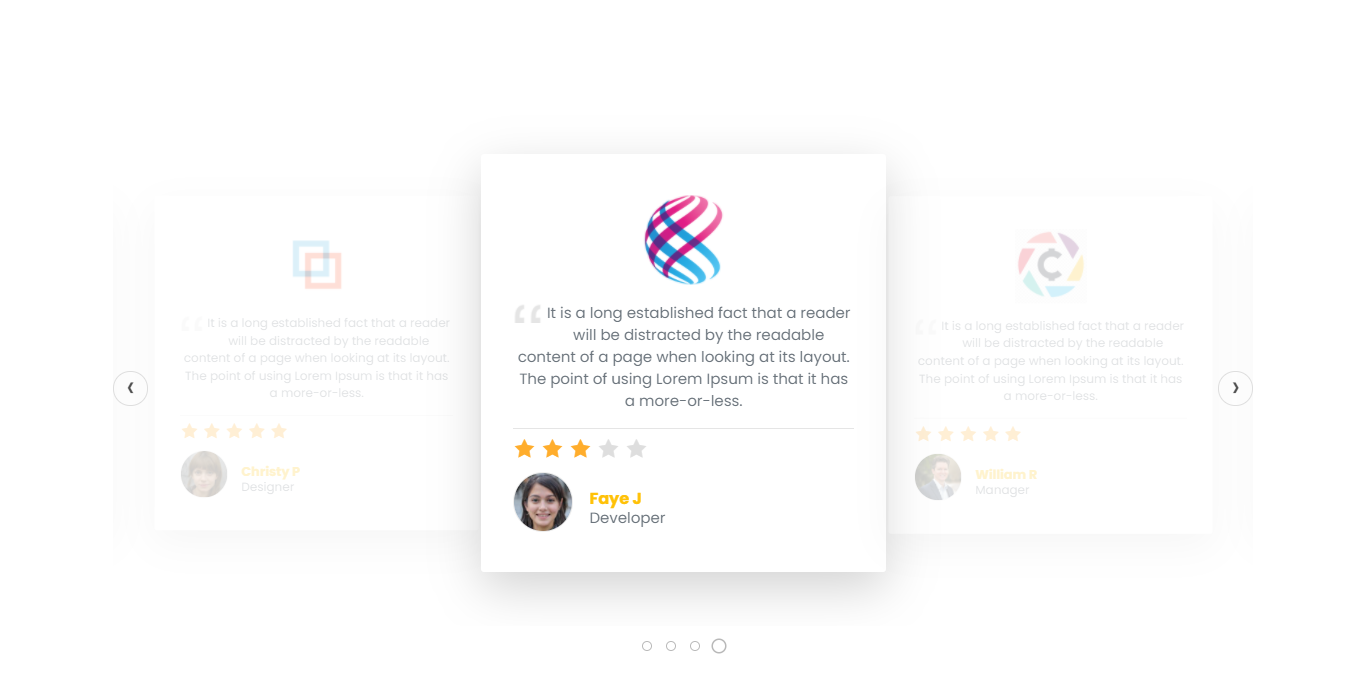 It is a long established fact that a reader
will be distracted by the readable
content of a page when looking at its layout.
The point of using Lorem Ipsum is that it has
a more-or-less.
Christy P
Designer
“ It is a long established fact that a reader
will be distracted by the readable
content of a page when looking at its layout.
The point of using Lorem Ipsum is that it has
a more-or-less.
Faye J
Developer
It is a long established fact that a reader
will be distracted by the readable
content of a page when looking at its layout.
The point of using Lorem Ipsum is that it has
a more-or-less.
William R
Manager